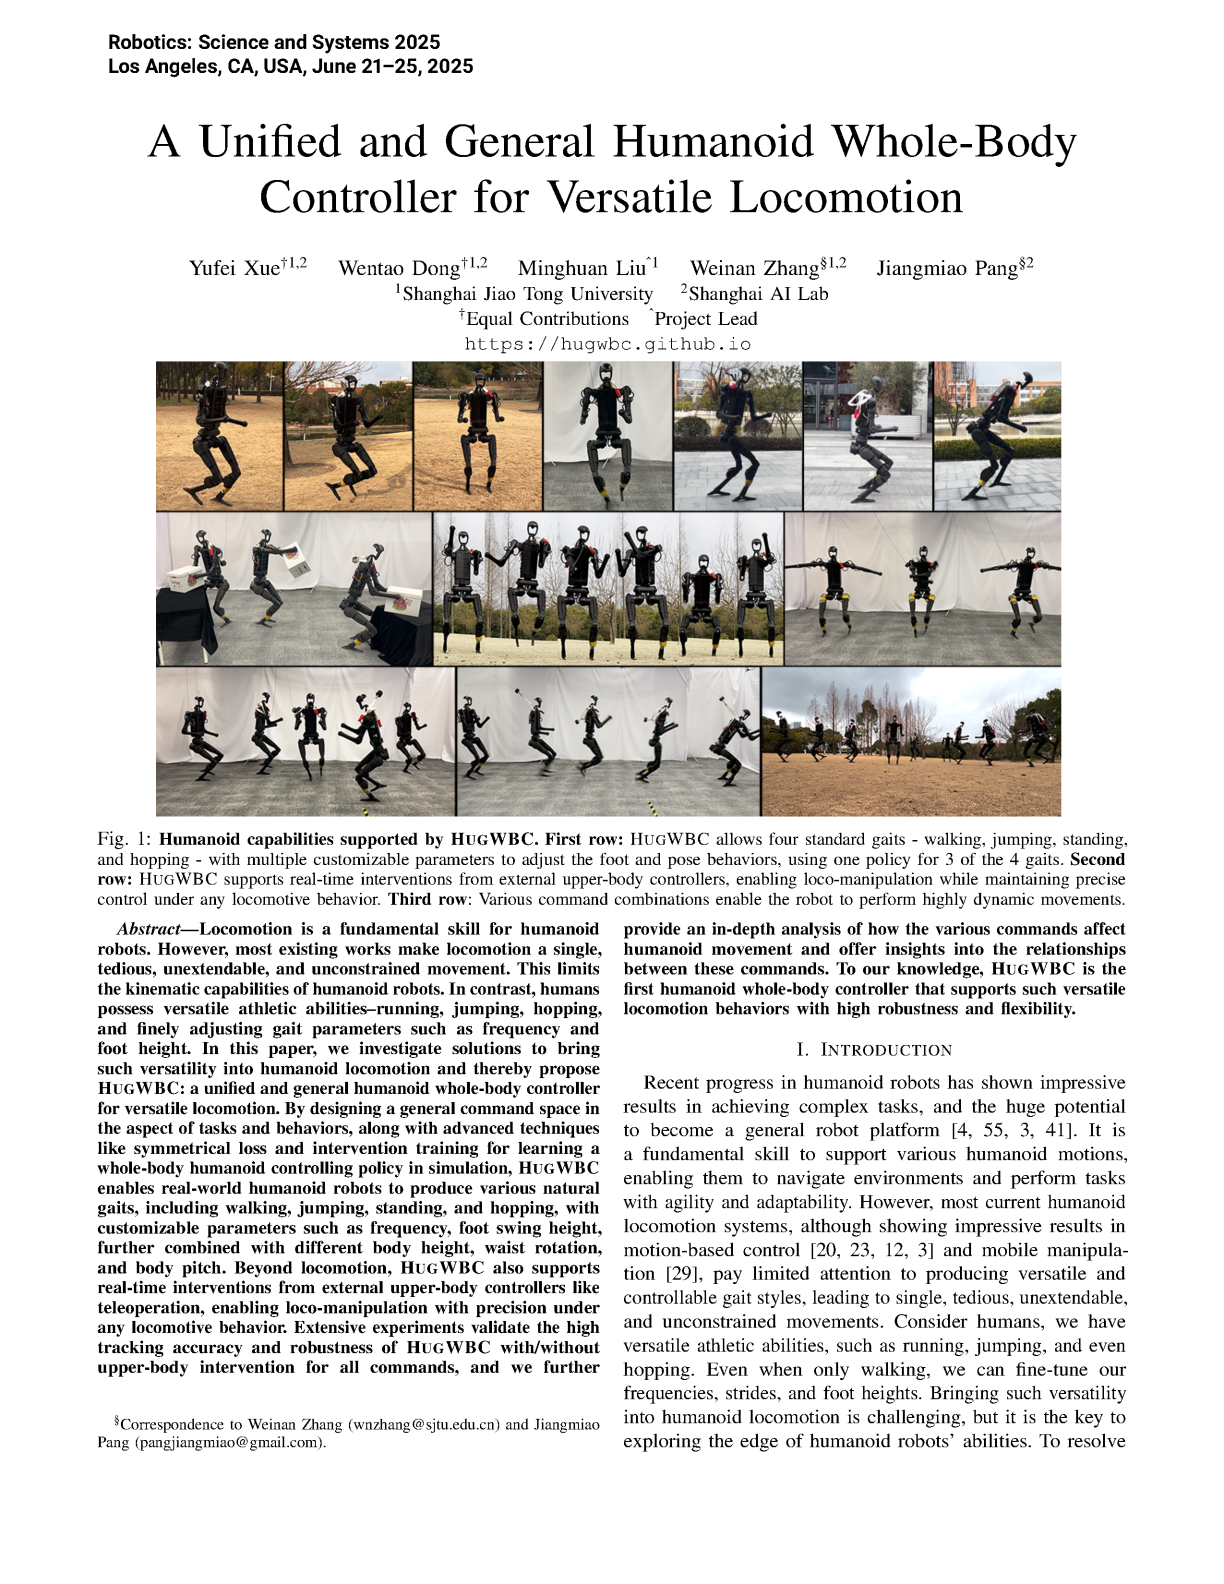 Robotics: Science and Systems 2025
Los Angeles, CA, USA, June 21–25, 2025
A Unified and General Humanoid Whole-Body
Controller for Versatile Locomotion
Yufei Xue†1,2 Wentao Dong†1,2 Minghuan Liu^1 Weinan Zhang§1,2 Jiangmiao Pang§2
1Shanghai Jiao Tong University 2Shanghai AI Lab
†Equal Contributions ^Project Lead
https://hugwbc.github.io
Fig. 1: Humanoid capabilities supported by HUGWBC. First row: HUGWBC allows four standard gaits - walking, jumping, standing,
and hopping - with multiple customizable parameters to adjust the foot and pose behaviors, using one policy for 3 of the 4 gaits. Second
row: HUGWBC supports real-time interventions from external upper-body controllers, enabling loco-manipulation while maintaining precise
control under any locomotive behavior. Third row: Various command combinations enable the robot to perform highly dynamic movements.
Abstract—Locomotion is a fundamental skill for humanoid
robots. However, most existing works make locomotion a single,
tedious, unextendable, and unconstrained movement. This limits
the kinematic capabilities of humanoid robots. In contrast, humans
possess versatile athletic abilities–running, jumping, hopping,
and finely adjusting gait parameters such as frequency and
foot height. In this paper, we investigate solutions to bring
such versatility into humanoid locomotion and thereby propose
HUGWBC: a unified and general humanoid whole-body controller
for versatile locomotion. By designing a general command space in
the aspect of tasks and behaviors, along with advanced techniques
like symmetrical loss and intervention training for learning a
whole-body humanoid controlling policy in simulation, HUGWBC
enables real-world humanoid robots to produce various natural
gaits, including walking, jumping, standing, and hopping, with
customizable parameters such as frequency, foot swing height,
further combined with different body height, waist rotation,
and body pitch. Beyond locomotion, HUGWBC also supports
real-time interventions from external upper-body controllers like
teleoperation, enabling loco-manipulation with precision under
any locomotive behavior. Extensive experiments validate the high
tracking accuracy and robustness of HUGWBC with/without
upper-body intervention for all commands, and we further
§Correspondence to Weinan Zhang (wnzhang@sjtu.edu.cn) and Jiangmiao
Pang (pangjiangmiao@gmail.com).
provide an in-depth analysis of how the various commands affect
humanoid movement and offer insights into the relationships
between these commands. To our knowledge, HUGWBC is the
first humanoid whole-body controller that supports such versatile
locomotion behaviors with high robustness and flexibility.
I. INTRODUCTION
Recent progress in humanoid robots has shown impressive
results in achieving complex tasks, and the huge potential
to become a general robot platform [4, 55, 3, 41]. It is
a fundamental skill to support various humanoid motions,
enabling them to navigate environments and perform tasks
with agility and adaptability. However, most current humanoid
locomotion systems, although showing impressive results in
motion-based control [20, 23, 12, 3] and mobile manipula-
tion [29], pay limited attention to producing versatile and
controllable gait styles, leading to single, tedious, unextendable,
and unconstrained movements. Consider humans, we have
versatile athletic abilities, such as running, jumping, and even
hopping. Even when only walking, we can fine-tune our
frequencies, strides, and foot heights. Bringing such versatility
into humanoid locomotion is challenging, but it is the key to
exploring the edge of humanoid robots' abilities. To resolve